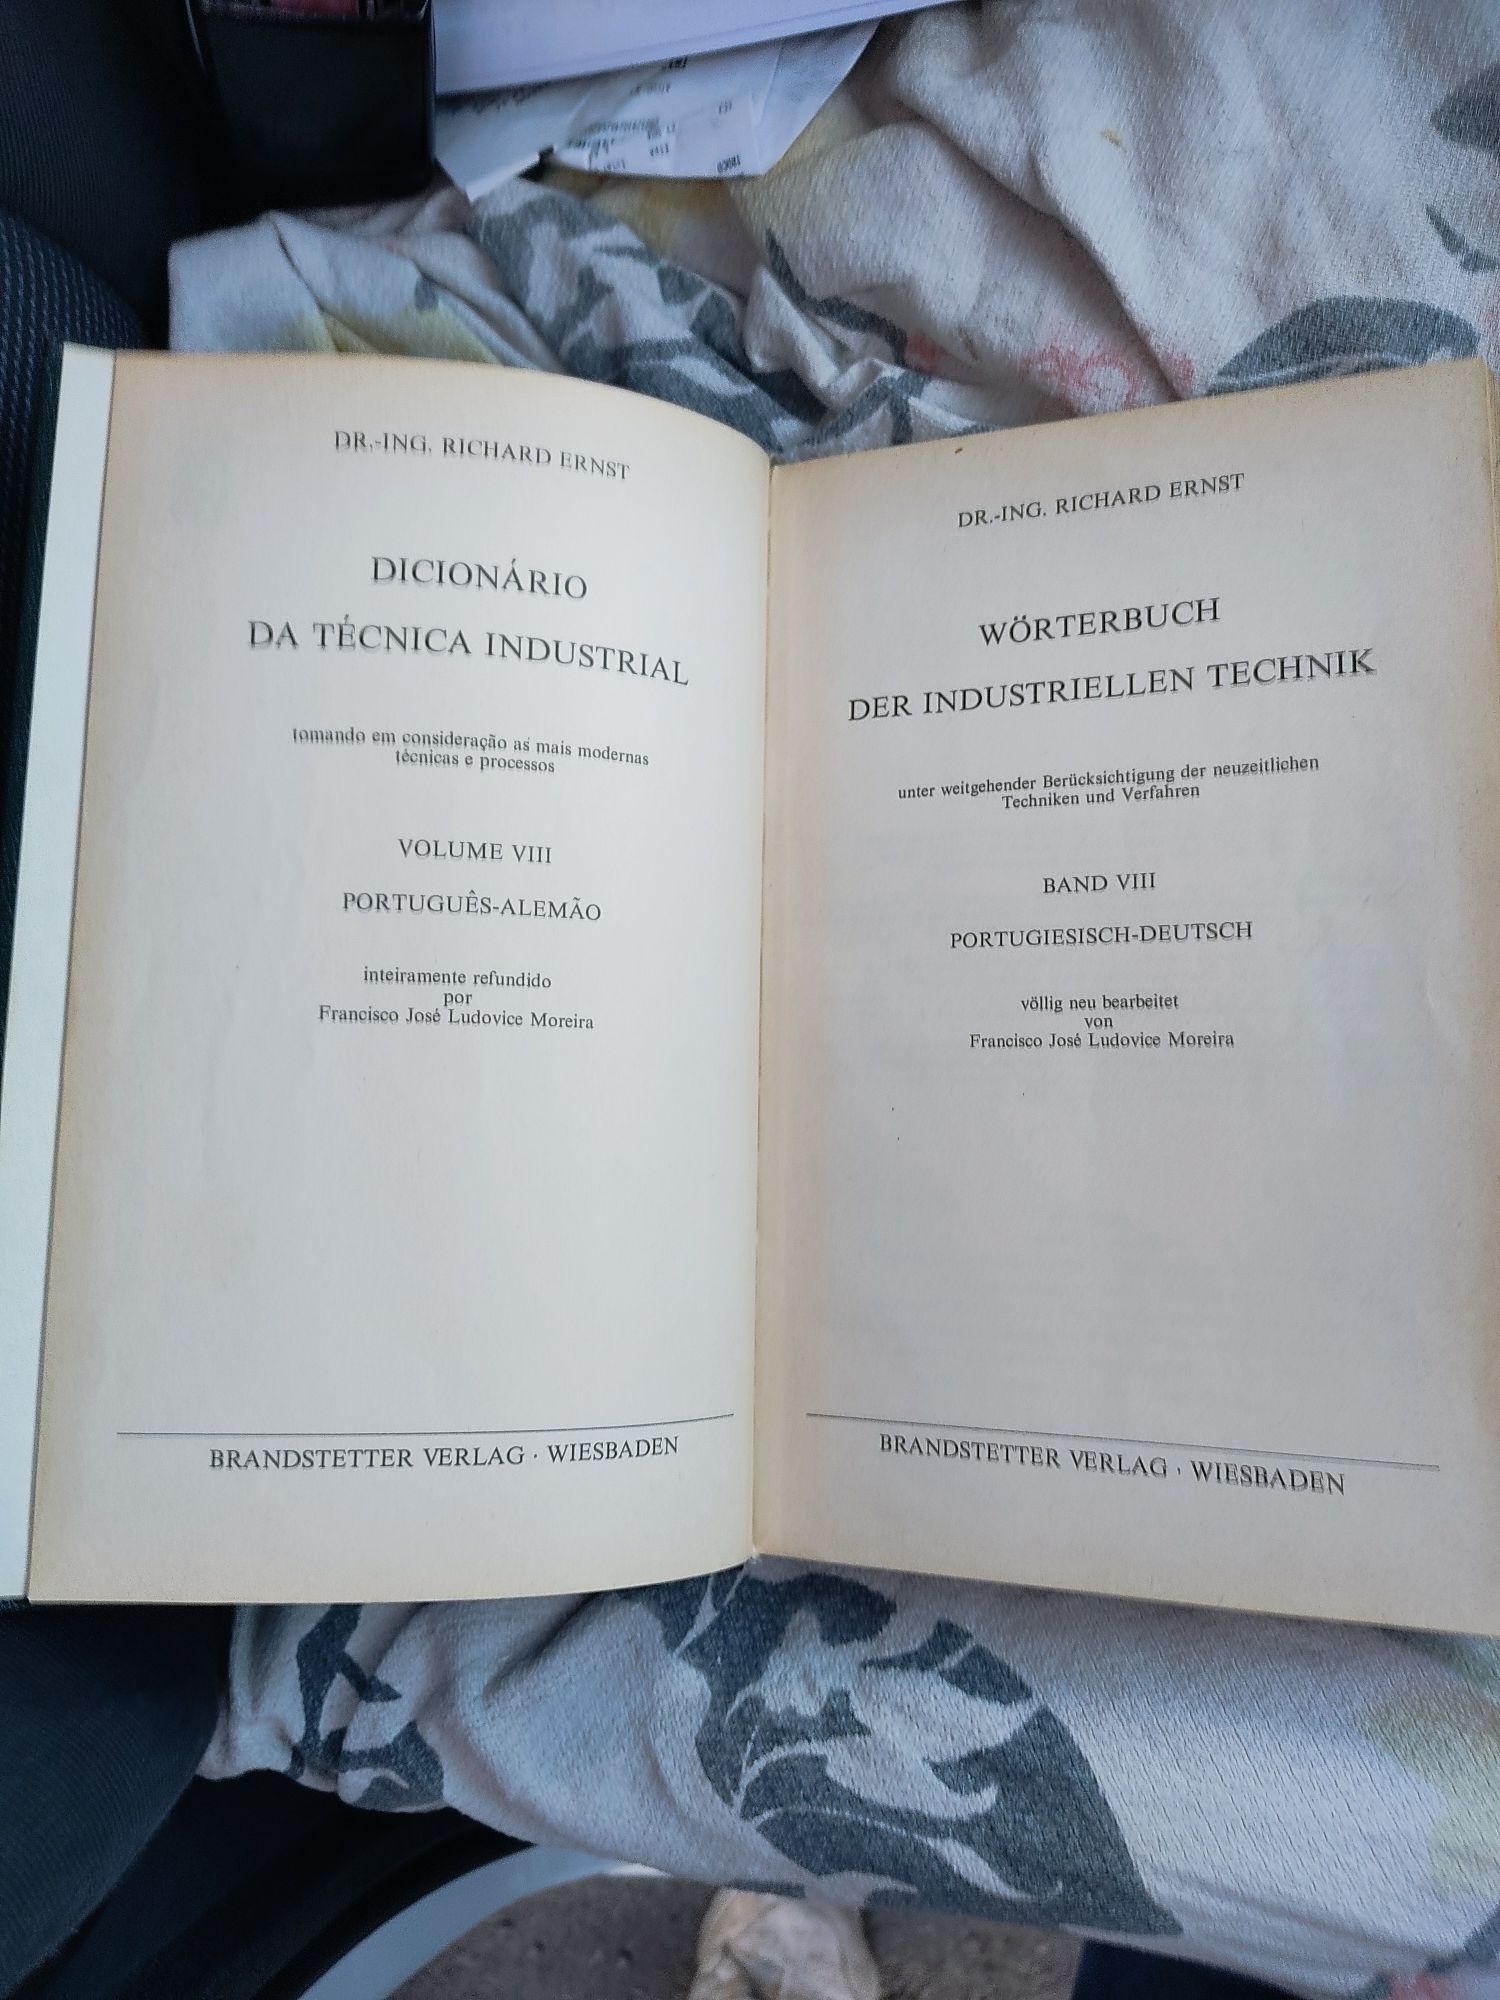 DR.-ING. RICHARD ERNST
DICIONÁRIO
DA TÉCNICA INDUSTRIAL
tomando em consideração as mais modernas
técnicas e processos
VOLUME VIII
PORTUGUÊS-ALEMÃO
inteiramente refundido
por
Francisco José Ludovice Moreira
BRANDSTETTER VERLAG · WIESBADEN
DR.-ING. RICHARD ERNST
WÖRTERBUCH
DER INDUSTRIELLEN TECHNIK
unter weitgehender Berücksichtigung der neuzeitlichen
Techniken und Verfahren
BAND VIII
PORTUGIESISCH-DEUTSCH
völlig neu bearbeitet
von
Francisco José Ludovice Moreira
BRANDSTETTER VERLAG · WIESBADEN